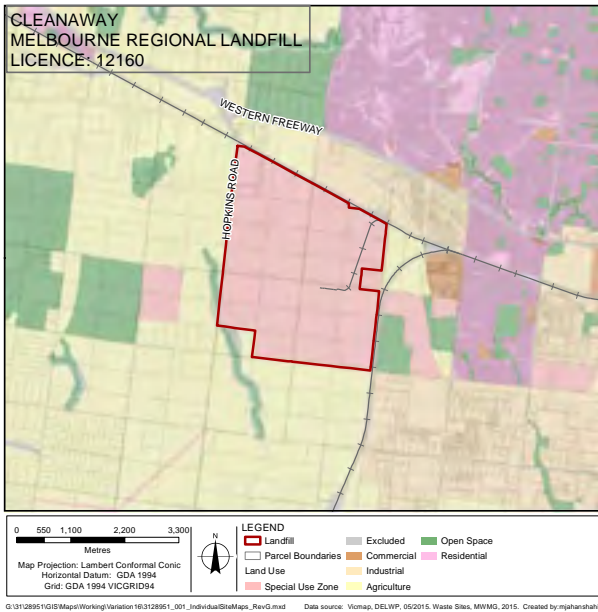 CLEANAWAY
MELBOURNE REGIONAL LANDFILL
LICENCE: 12160
WESTERN FREEWAY
HOPKINS ROAD
0 550 1,100 2,200 3,300
Metres
Map Projection: Lambert Conformal Conic
Horizontal Datum: GDA 1994
Grid: GDA 1994 VICGRID94
N
LEGEND
Landfill
Parcel Boundaries
Land Use
Special Use Zone
Excluded
Commercial
Industrial
Agriculture
Open Space
Residential
G:\31\28951\GIS\Maps\Working\Variation 16\3128951_001_IndividualSiteMaps_RevG.mxd
Data source: Vicmap, DELWP, 05/2015. Waste Sites, MWMG, 2015. Created by:mjahanshahi